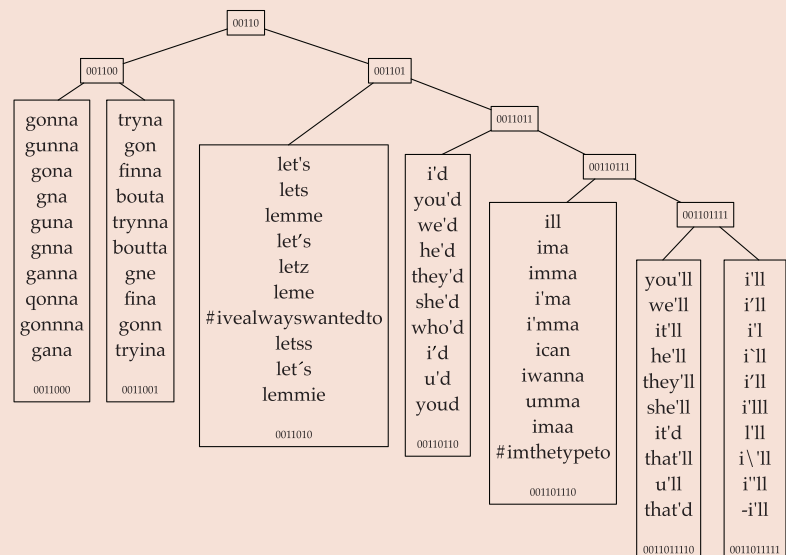 00110
001100
001101
0011011
00110111
001101111
gonna
gunna
gona
gna
guna
gnna
ganna
qonna
gonnna
gana
0011000
tryna
gon
finna
bouta
trynna
boutta
gne
fina
gonn
tryina
0011001
let's
lets
lemme
let’s
letz
leme
#ivealwayswantedto
letss
let´s
lemmie
0011010
i'd
you'd
we'd
he'd
they'd
she'd
who'd
i’d
u'd
youd
00110110
ill
ima
imma
i'ma
i'mma
ican
iwanna
umma
imaa
#imthetypeto
001101110
you'll
we'll
it'll
he'll
they'll
she'll
it'd
that'll
u'll
that'd
0011011110
i'll
i’ll
i'l
i`ll
i’ll
i'lll
l'll
i\'ll
i"ll
-i'll
0011011111